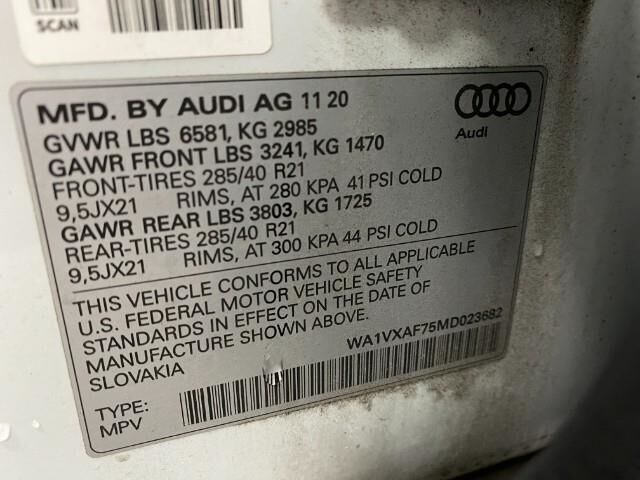 SCAN
MFD. BY AUDI AG 11 20
GVWR LBS 6581, KG 2985
GAWR FRONT LBS 3241, KG 1470
FRONT-TIRES 285/40 R21
9,5JX21 RIMS, AT 280 KPA 41 PSI COLD
GAWR REAR LBS 3803, KG 1725
REAR-TIRES 285/40 R21
9,5JX21 RIMS, AT 300 KPA 44 PSI COLD
Audi
THIS VEHICLE CONFORMS TO ALL APPLICABLE
U.S. FEDERAL MOTOR VEHICLE SAFETY
STANDARDS IN EFFECT ON THE DATE OF
MANUFACTURE SHOWN ABOVE.
SLOVAKIA
WA1VXAF75MD023682
TYPE:
MPV